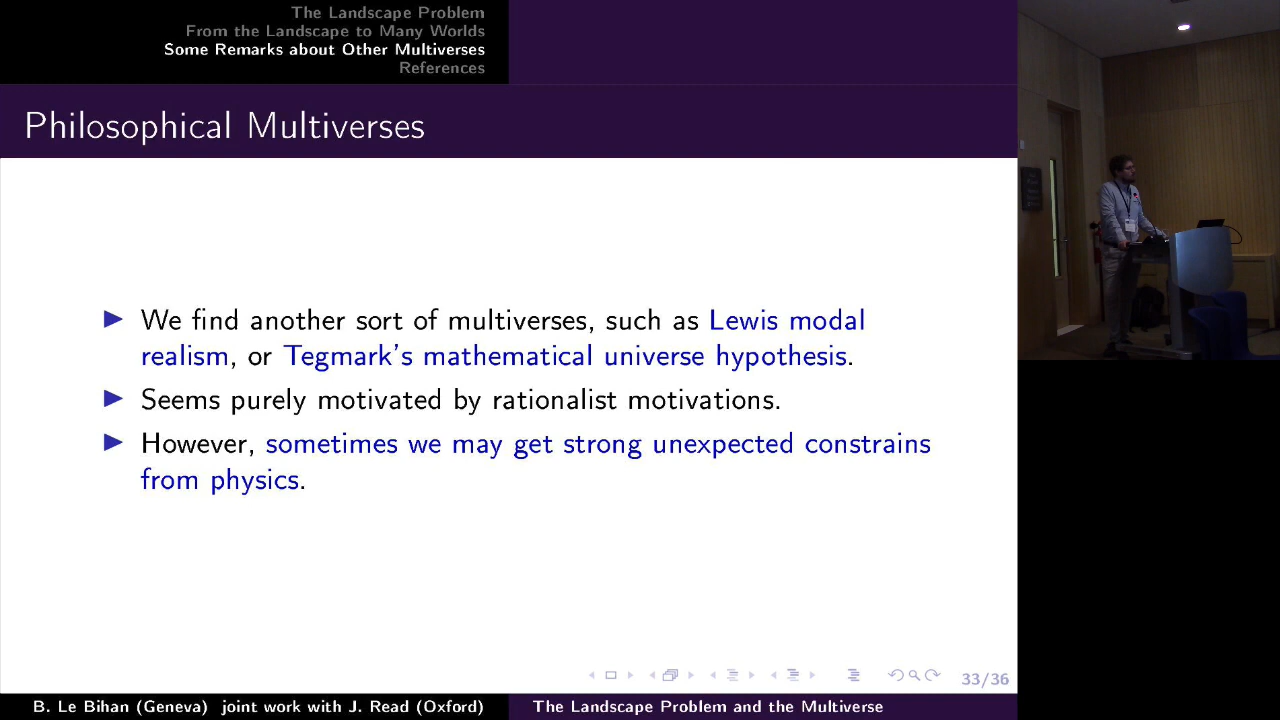 The Landscape Problem
From the Landscape to Many Worlds
Some Remarks about Other Multiverses
References
Philosophical Multiverses
We find another sort of multiverses, such as Lewis modal
realism, or Tegmark's mathematical universe hypothesis.
Seems purely motivated by rationalist motivations.
However, sometimes we may get strong unexpected constrains
from physics.
33/36
B. Le Bihan (Geneva) joint work with J. Read (Oxford)
The Landscape Problem and the Multiverse